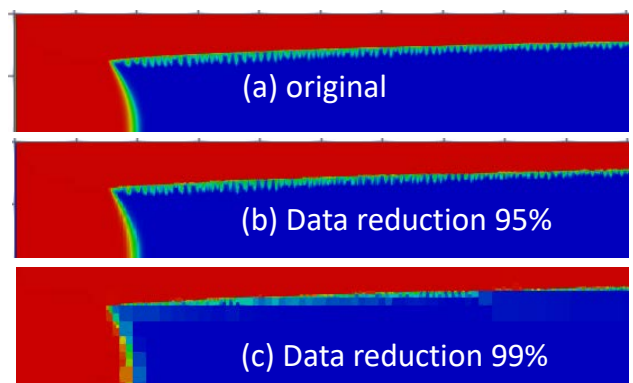 (a) original
(b) Data reduction 95%
(c) Data reduction 99%